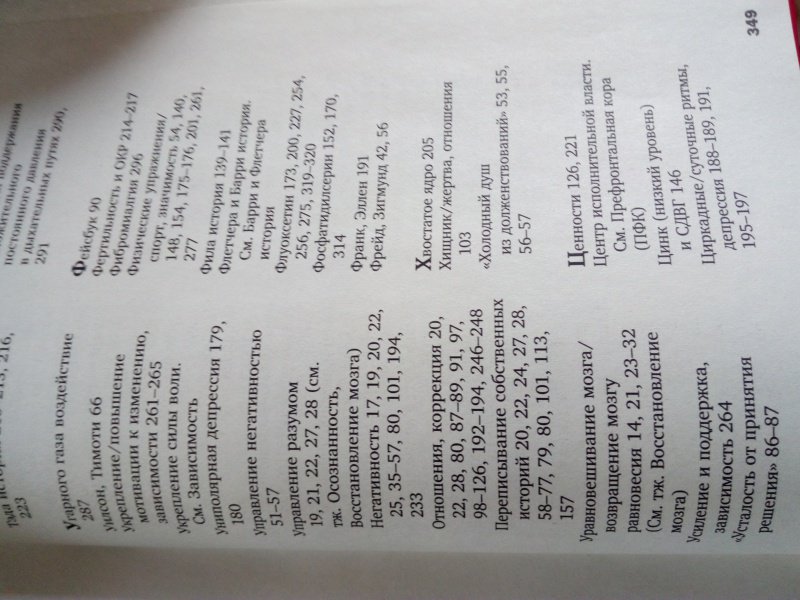 223
Угарного газа воздействие
287
уилсон, Тимоти 66
укрепление/повышение
мотивации к изменению,
зависимости 261–265
укрепление силы воли.
См. Зависимость
униполярная депрессия 179,
180
управление негативностью
51–57
управление разумом
19, 21, 22, 27, 28 (см.
тж. Осознанность,
Восстановление мозга)
Негативность 17, 19, 20, 22,
25, 35–57, 80, 101, 194,
233
Отношения, коррекция 20,
22, 28, 80, 87–89, 91, 97,
98–126, 192–194, 246–248
Переписывание собственных
историй 20, 22, 24, 27, 28,
58–77, 79, 80, 101, 113,
157
Уравновешивание мозга/
возвращение мозгу
равновесия 14, 21, 23–32
(См. тж. Восстановление
мозга)
Усиление и поддержка,
зависимость 264
«Усталость от принятия
решения» 86–87
поддержания
постоянного давления
в дыхательных путях 290,
291
Фейсбук 90
Фертильность и ОКР 214–217
Фибромиалгия 296
Физические упражнения/
спорт, значимость 54, 140,
148, 154, 175–176, 201, 261,
277
Фила история 139–141
Флетчера и Барри история.
См. Барри и Флетчера
история
Флуоксетин 173, 200, 227, 254,
256, 275, 319–320
Фосфатидилсерин 152, 170,
314
Франк, Эллен 191
Фрейд, Зигмунд 42, 56
Хвостатое ядро 205
Хищник/жертва, отношения
103
«Холодный душ
из долженствований» 53, 55,
56–57
Ценности 126, 221
Центр исполнительной власти.
См. Префронтальная кора
(ПФК)
Цинк (низкий уровень)
и СДВГ 146
Циркадные/суточные ритмы,
депрессия 188–189, 191,
195–197
349